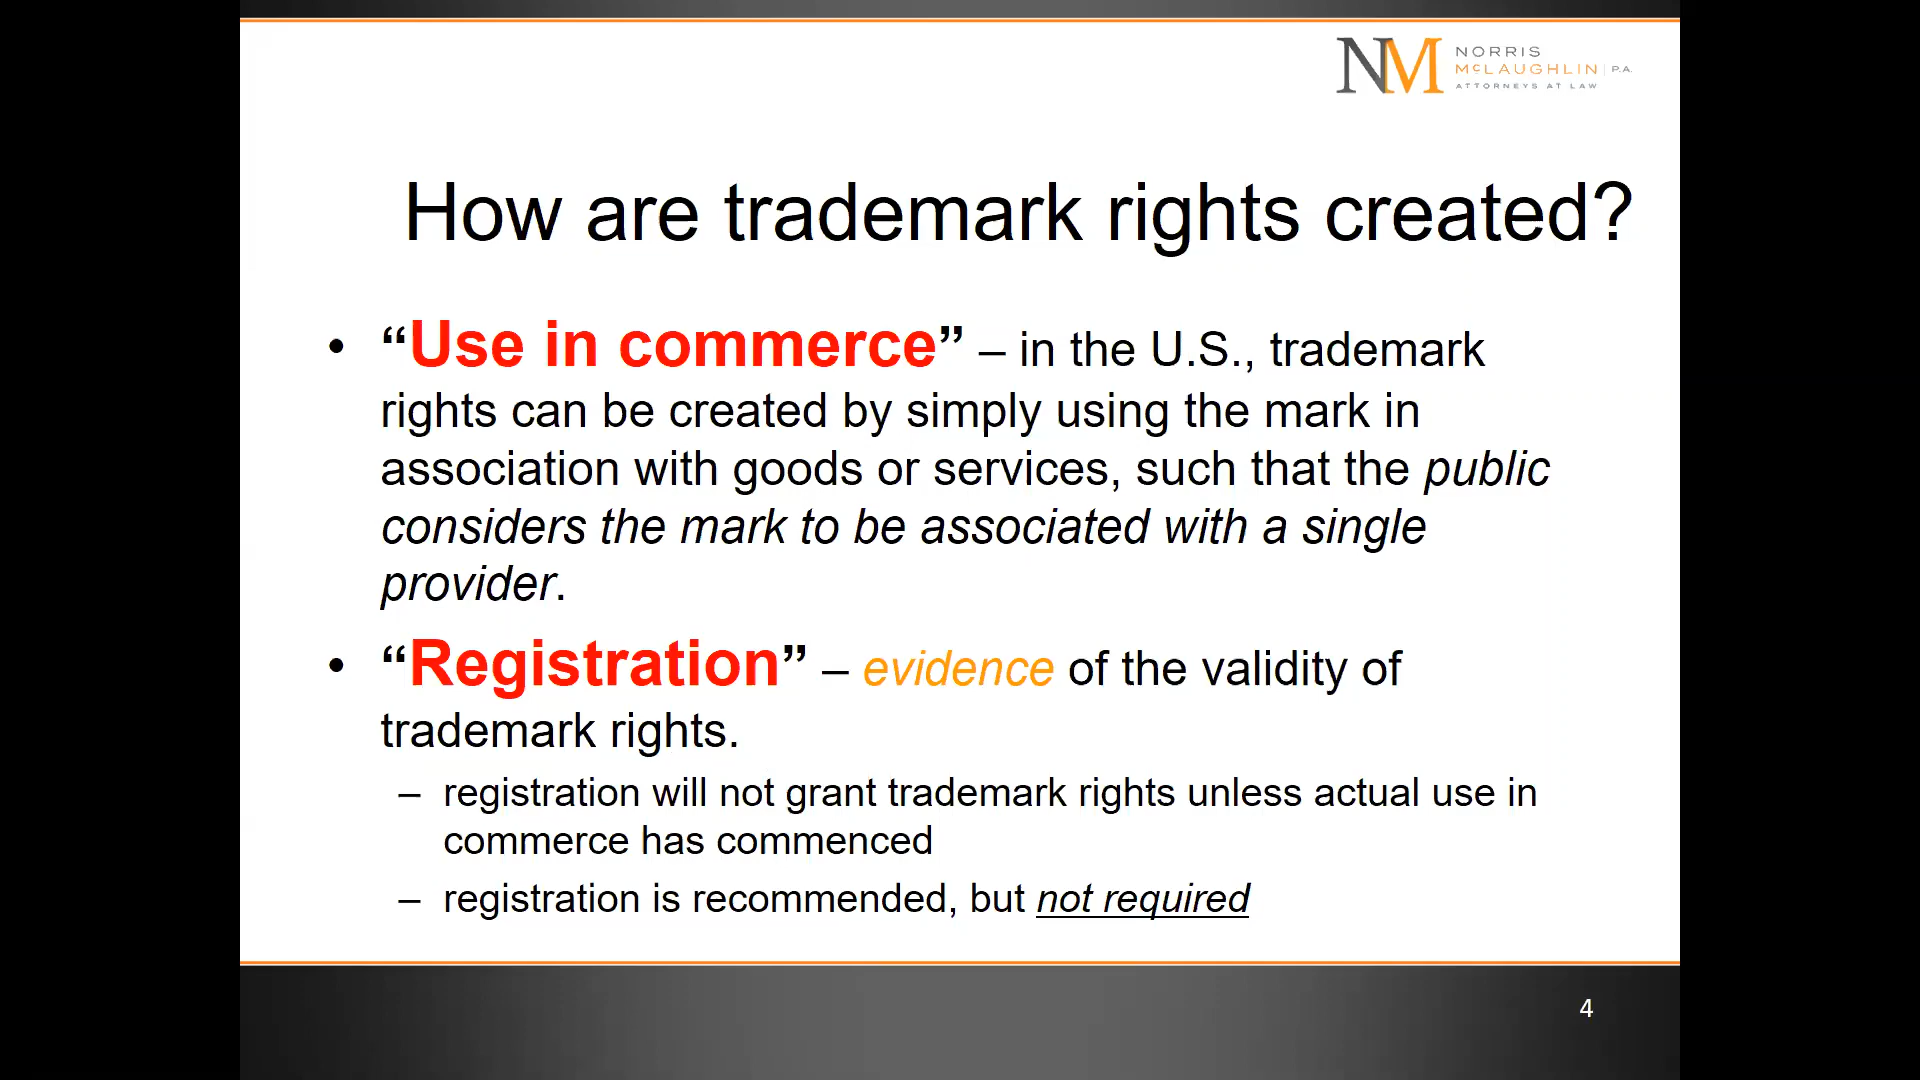 NM NORRIS
McLAUGHLIN | P.A.
ATTORNEYS AT LAW
How are trademark rights created?
• “Use in commerce” – in the U.S., trademark
rights can be created by simply using the mark in
association with goods or services, such that the public
considers the mark to be associated with a single
provider.
• “Registration” – evidence of the validity of
trademark rights.
– registration will not grant trademark rights unless actual use in
commerce has commenced
– registration is recommended, but not required
4